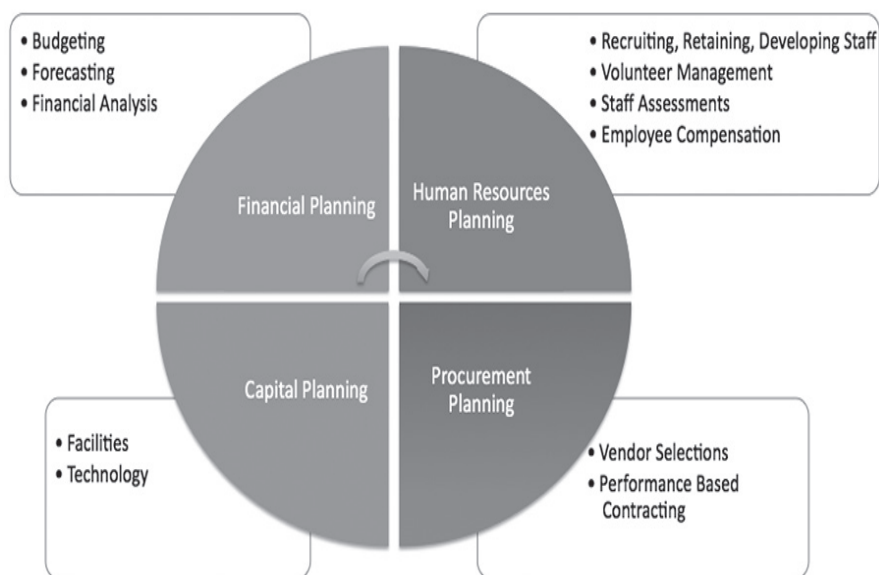 • Budgeting
• Forecasting
• Financial Analysis
• Recruiting, Retaining, Developing Staff
• Volunteer Management
• Staff Assessments
• Employee Compensation
Financial Planning
Human Resources
Planning
Capital Planning
Procurement
Planning
• Facilities
• Technology
• Vendor Selections
• Performance Based
Contracting